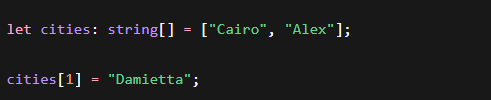 let cities: string[] = ["Cairo", "Alex"];
cities[1] = "Damietta";